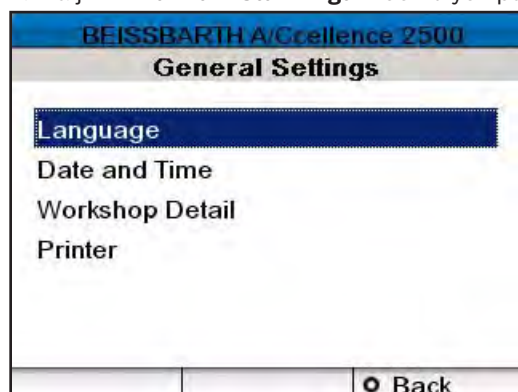 BEISSBARTH A/Ccellence 2500
General Settings
Language
Date and Time
Workshop Detail
Printer
Back